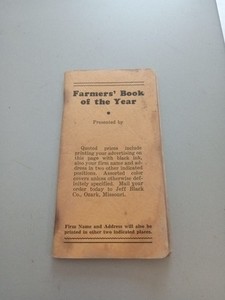 Farmers' Book
of the Year
Presented by
Quoted prices include
printing your advertising on
this page with black ink,
also your firm name and ad-
dress in two other indicated
positions. Assorted color
covers unless otherwise def-
initely specified. Mail your
order today to Jeff Black
Co., Ozark, Missouri.
Firm Name and Address will also be
printed in other two indicated places.